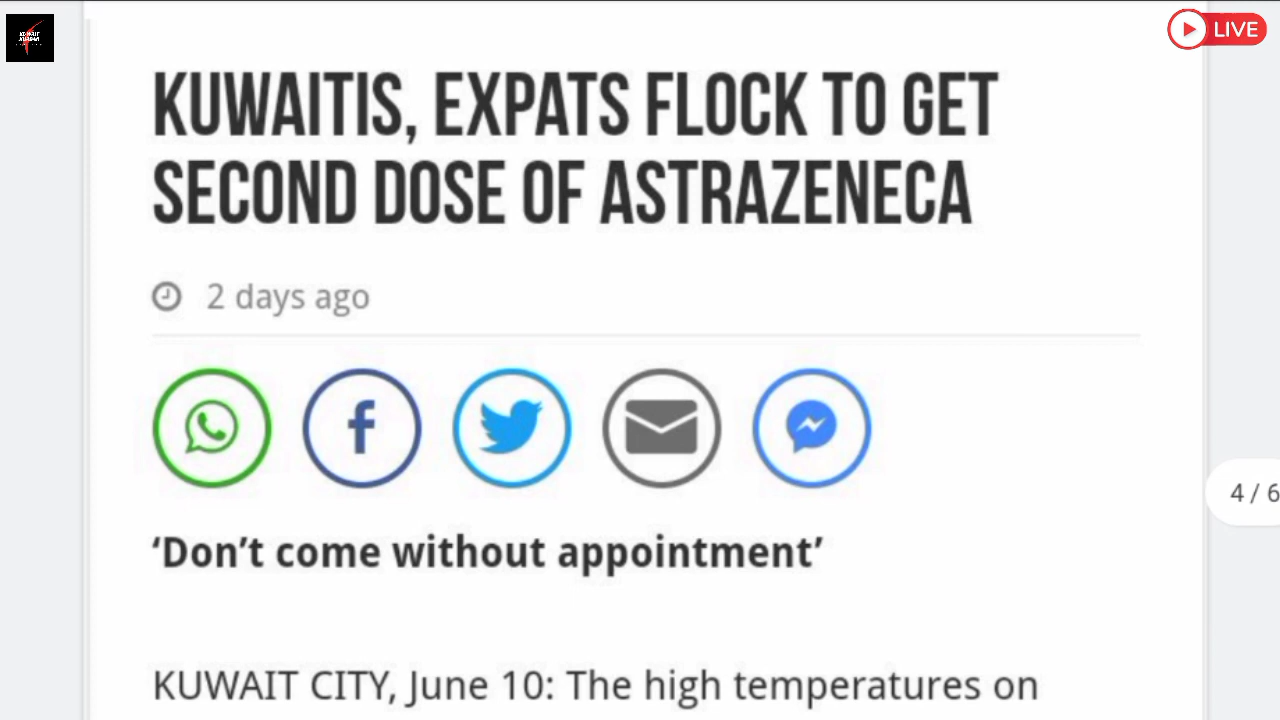 LIVE
KUWAITIS, EXPATS FLOCK TO GET
SECOND DOSE OF ASTRAZENECA
2 days ago
4 / 6
‘Don’t come without appointment’
KUWAIT CITY, June 10: The high temperatures on